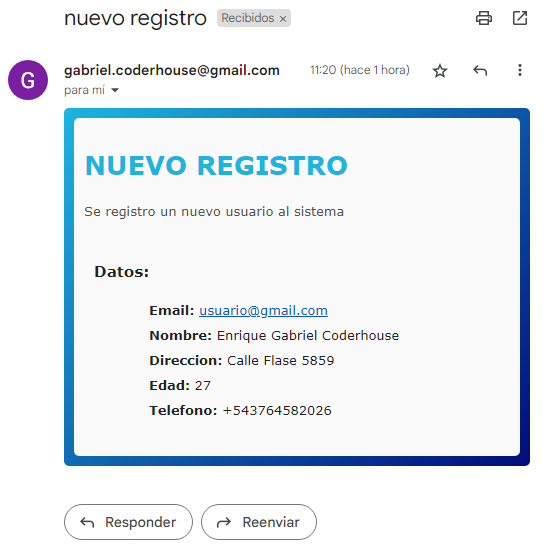 nuevo registro Recibidos ×
G
gabriel.coderhouse@gmail.com 11:20 (hace 1 hora)
para mí
NUEVO REGISTRO
Se registro un nuevo usuario al sistema
Datos:
Email: usuario@gmail.com
Nombre: Enrique Gabriel Coderhouse
Direccion: Calle Flase 5859
Edad: 27
Telefono: +543764582026
Responder Reenviar